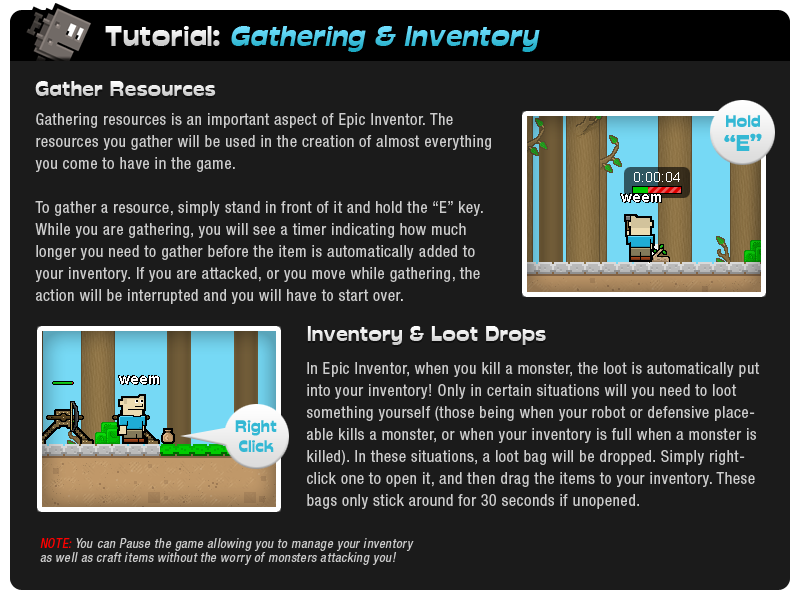 Tutorial: Gathering & Inventory
Gather Resources
Gathering resources is an important aspect of Epic Inventor. The
resources you gather will be used in the creation of almost everything
you come to have in the game.
To gather a resource, simply stand in front of it and hold the “E” key.
While you are gathering, you will see a timer indicating how much
longer you need to gather before the item is automatically added to
your inventory. If you are attacked, or you move while gathering, the
action will be interrupted and you will have to start over.
Hold
“E”
0:00:04
weem
weem
Right
Click
Inventory & Loot Drops
In Epic Inventor, when you kill a monster, the loot is automatically put
into your inventory! Only in certain situations will you need to loot
something yourself (those being when your robot or defensive place-
able kills a monster, or when your inventory is full when a monster is
killed). In these situations, a loot bag will be dropped. Simply right-
click one to open it, and then drag the items to your inventory. These
bags only stick around for 30 seconds if unopened.
NOTE: You can Pause the game allowing you to manage your inventory
as well as craft items without the worry of monsters attacking you!